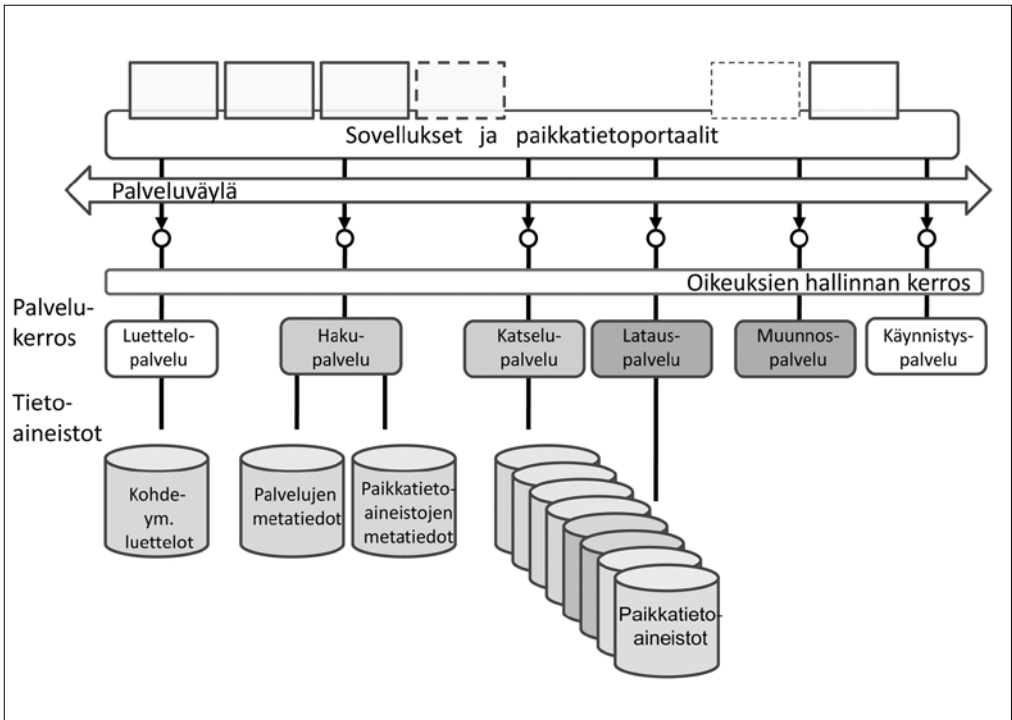 Sovellukset ja paikkatietoportaalit
Palveluväylä
Oikeuksien hallinnan kerros
Palvelu-
kerros
Luettelo-
palvelu
Haku-
palvelu
Katselu-
palvelu
Lataus-
palvelu
Muunnos-
palvelu
Käynnistys-
palvelu
Tieto-
aineistot
Kohde-
ym.
luettelot
Palvelujen
metatiedot
Paikkatieto-
aineistojen
metatiedot
Paikkatieto-
aineistot